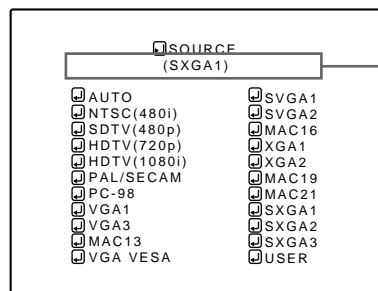 SOURCE
(SXGA1)
AUTO
NTSC(480i)
SDTV(480p)
HDTV(720p)
HDTV(1080i)
PAL/SECAM
PC-98
VGA1
VGA3
MAC13
VGA VESA
SVGA1
SVGA2
MAC16
XGA1
XGA2
MAC19
MAC21
SXGA1
SXGA2
SXGA3
USER